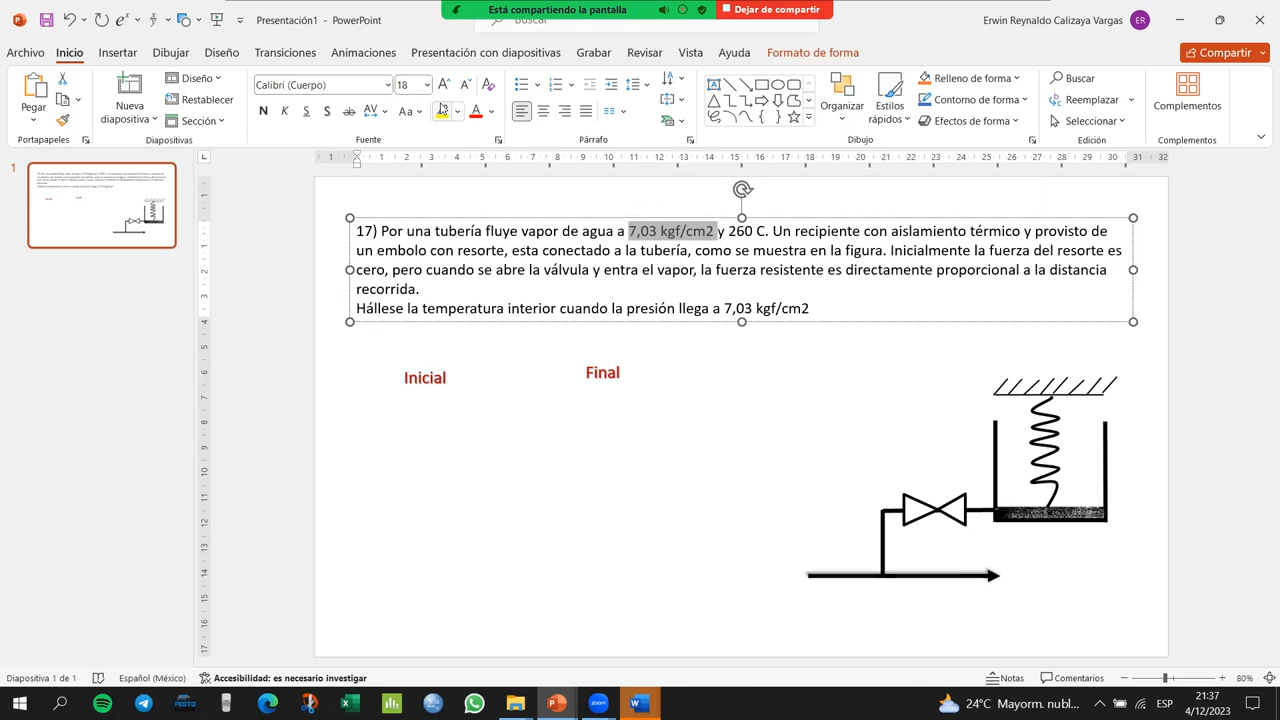 Está compartiendo la pantalla
Dejar de compartir
Presentación1 - PowerPoint
Buscar
Erwin Reynaldo Calizaya Vargas
ER
Archivo Inicio Insertar Dibujar Diseño Transiciones Animaciones Presentación con diapositivas Grabar Revisar Vista Ayuda Formato de forma
Compartir
Pegar
Nueva diapositiva
Diseño
Restablecer
Sección
Calibri (Cuerpo) 18
N K S S ab AV Aa A
Organizar
Estilos rápidos
Relleno de forma
Contorno de forma
Efectos de forma
Buscar
Reemplazar
Seleccionar
Complementos
Portapapeles Diapositivas Fuente Párrafo Dibujo Edición Complementos
1
17) Por una tubería fluye vapor de agua a 7,03 kgf/cm2 y 260 C. Un recipiente con aislamiento térmico y provisto de
un embolo con resorte, esta conectado a la tubería, como se muestra en la figura. Inicialmente la fuerza del resorte es
cero, pero cuando se abre la válvula y entra el vapor, la fuerza resistente es directamente proporcional a la distancia
recorrida.
Hállese la temperatura interior cuando la presión llega a 7,03 kgf/cm2
Inicial
Final
Diapositiva 1 de 1 Español (México) Accesibilidad: es necesario investigar
Notas Comentarios 80%
24°C Mayorm. nubl... ESP
21:37
4/12/2023